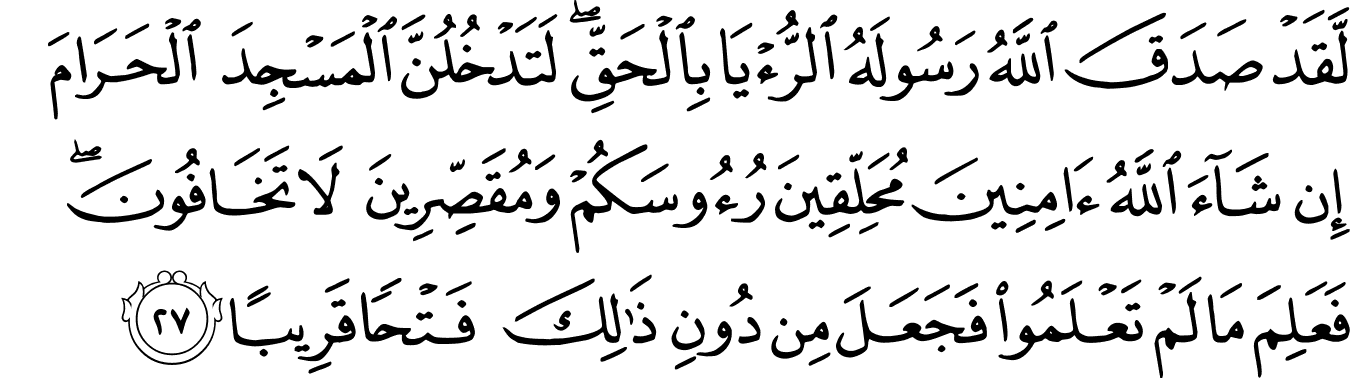 لَّقَدْ صَدَقَ ٱللَّهُ رَسُولَهُ ٱلرُّءْيَا بِٱلْحَقِّ ۖ لَتَدْخُلُنَّ ٱلْمَسْجِدَ ٱلْحَرَامَ
إِن شَآءَ ٱللَّهُ ءَامِنِينَ مُحَلِّقِينَ رُءُوسَكُمْ وَمُقَصِّرِينَ لَا تَخَافُونَ ۖ
فَعَلِمَ مَا لَمْ تَعْلَمُوا۟ فَجَعَلَ مِن دُونِ ذَٰلِكَ فَتْحًا قَرِيبًا ٢٧